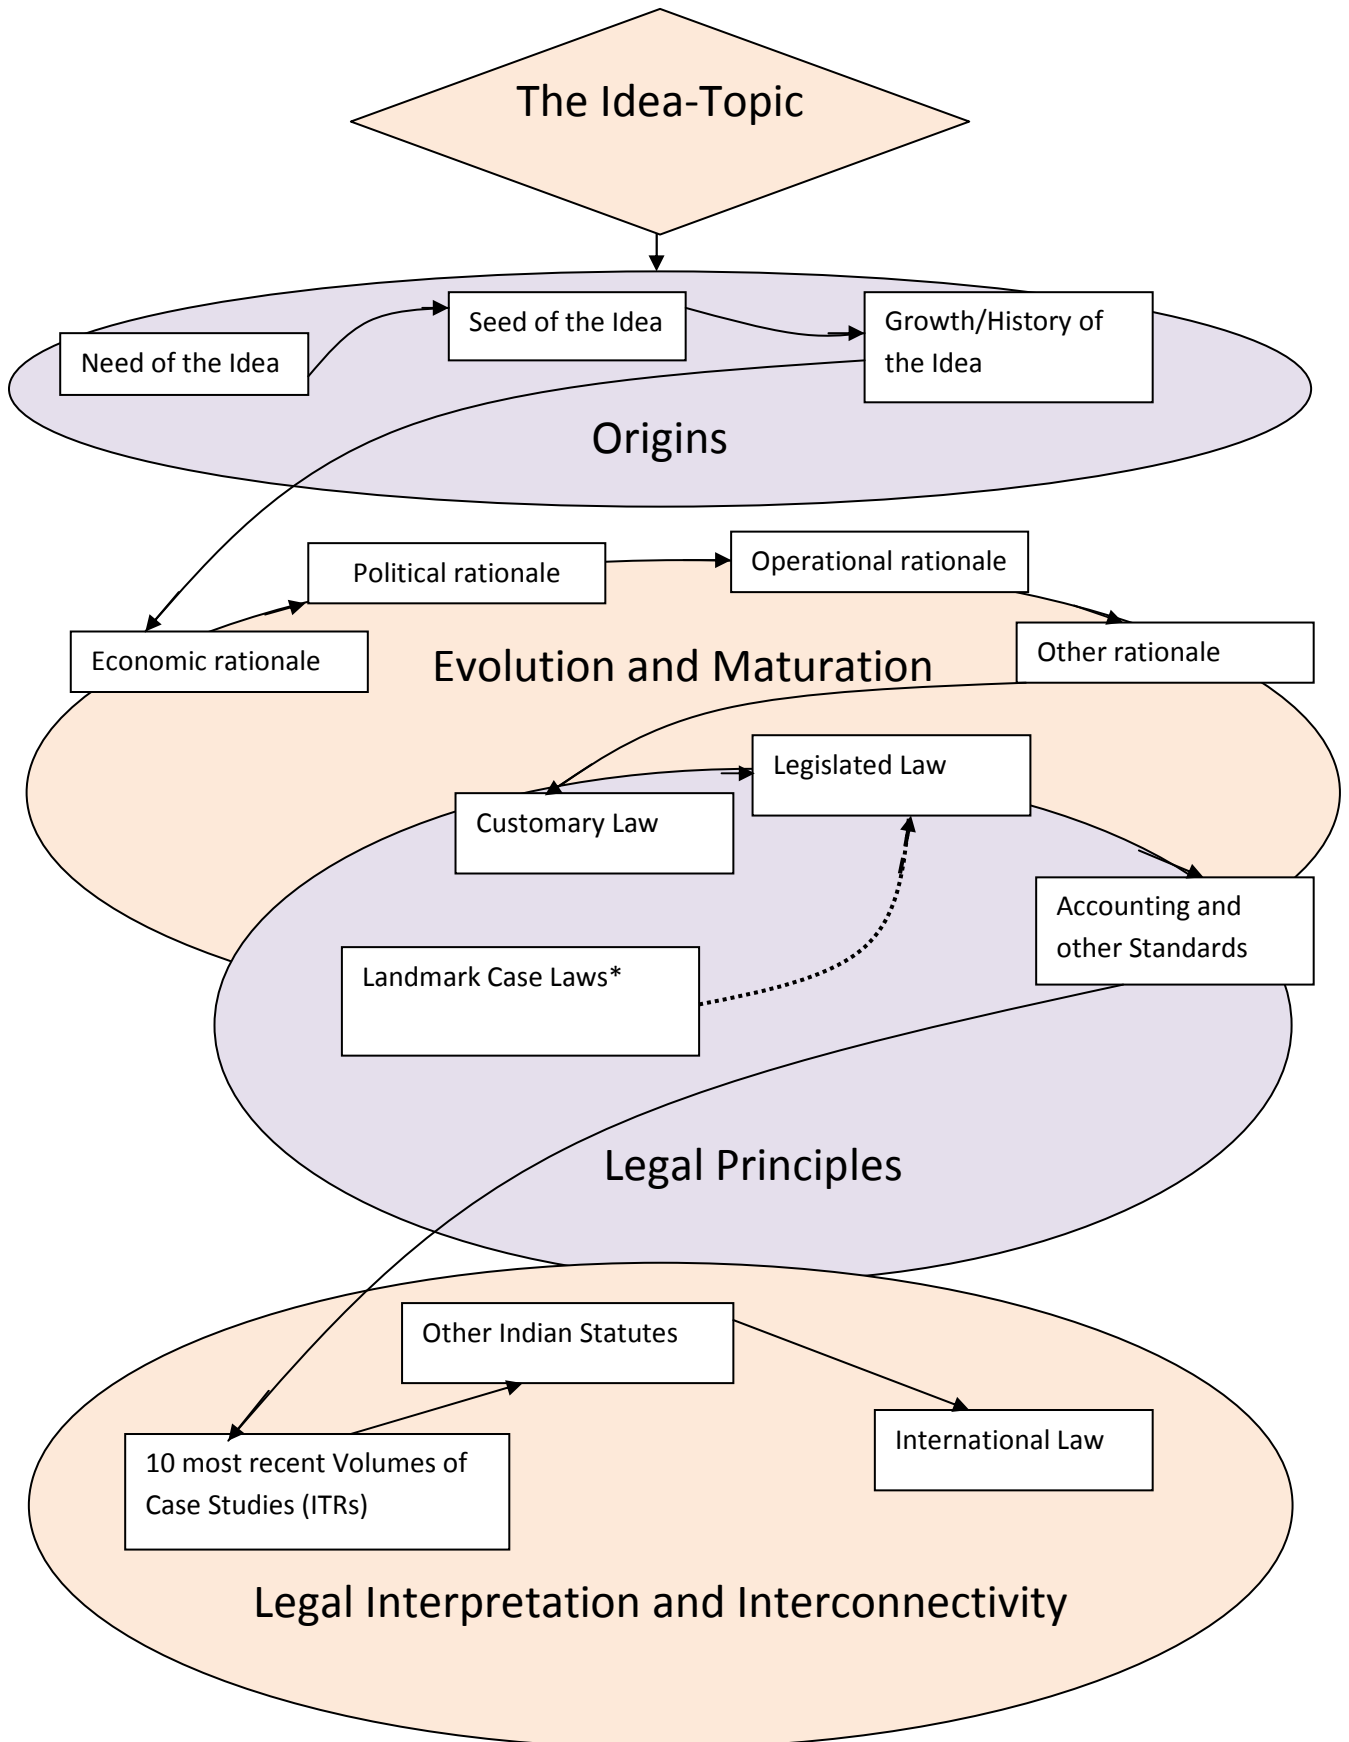 The Idea-Topic
Need of the Idea
Seed of the Idea
Growth/History of
the Idea
Origins
Political rationale
Operational rationale
Economic rationale
Evolution and Maturation
Other rationale
Legislated Law
Customary Law
Accounting and
other Standards
Landmark Case Laws*
Legal Principles
Other Indian Statutes
International Law
10 most recent Volumes of
Case Studies (ITRs)
Legal Interpretation and Interconnectivity